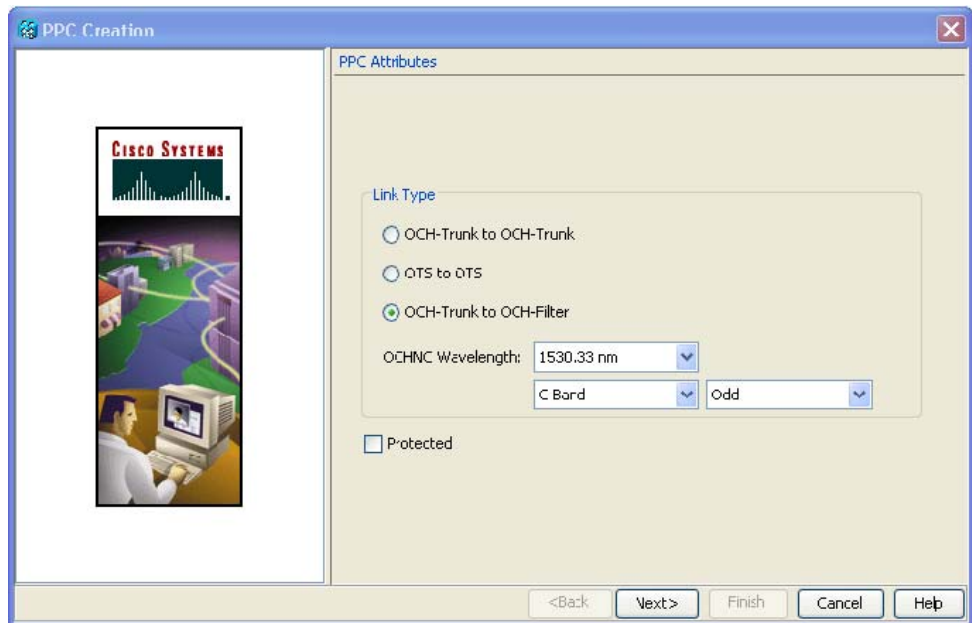 PPC Creation
PPC Attributes
CISCO SYSTEMS
Link Type
OCH-Trunk to OCH-Trunk
OTS to OTS
OCH-Trunk to OCH-Filter
OCHNC Wavelength: 1530.33 nm
C Band Odd
Protected
<Back Next> Finish Cancel Help